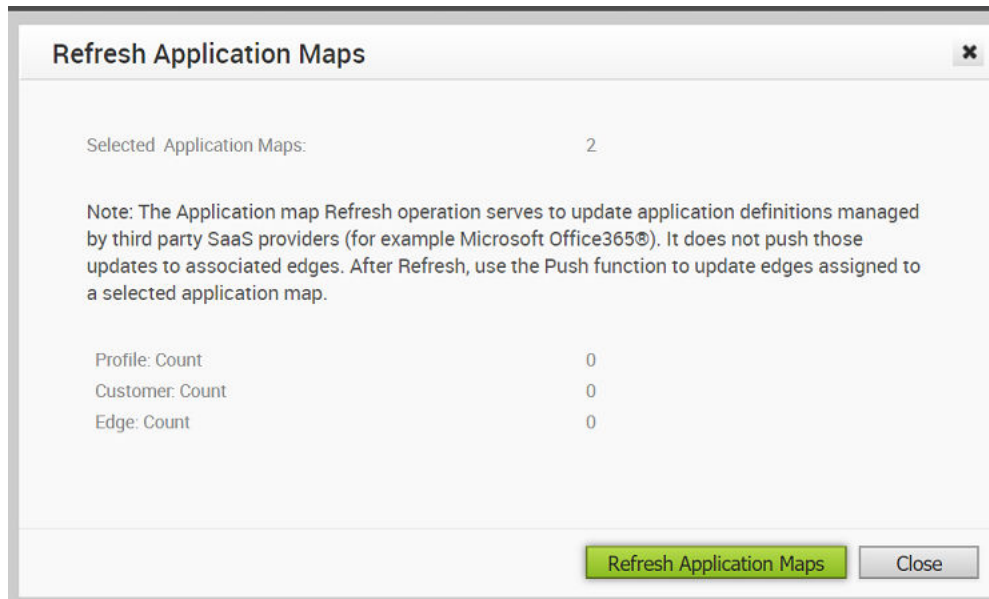 Refresh Application Maps
Selected Application Maps: 2
Note: The Application map Refresh operation serves to update application definitions managed
by third party SaaS providers (for example Microsoft Office365®). It does not push those
updates to associated edges. After Refresh, use the Push function to update edges assigned to
a selected application map.
Profile: Count 0
Customer: Count 0
Edge: Count 0
Refresh Application Maps Close